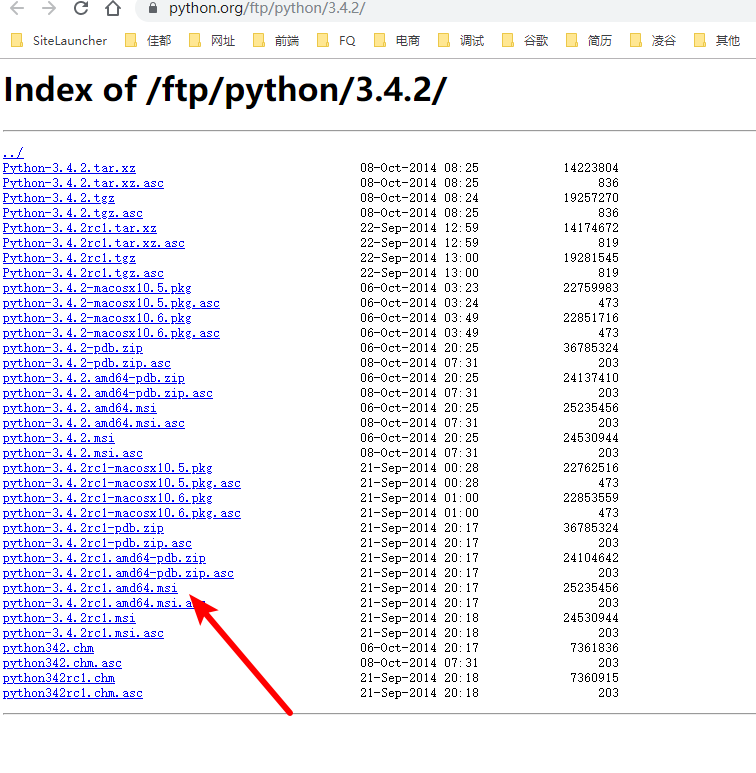 python.org/ftp/python/3.4.2/
SiteLauncher 佳都 网址 前端 FQ 电商 调试 谷歌 简历 凌谷 其他
Index of /ftp/python/3.4.2/
../
Python-3.4.2.tar.xz 08-Oct-2014 08:25 14223804
Python-3.4.2.tar.xz.asc 08-Oct-2014 08:25 836
Python-3.4.2.tgz 08-Oct-2014 08:24 19257270
Python-3.4.2.tgz.asc 08-Oct-2014 08:25 836
Python-3.4.2rc1.tar.xz 22-Sep-2014 12:59 14174672
Python-3.4.2rc1.tar.xz.asc 22-Sep-2014 12:59 819
Python-3.4.2rc1.tgz 22-Sep-2014 13:00 19281545
Python-3.4.2rc1.tgz.asc 22-Sep-2014 13:00 819
python-3.4.2-macosx10.5.pkg 06-Oct-2014 03:23 22759983
python-3.4.2-macosx10.5.pkg.asc 06-Oct-2014 03:24 473
python-3.4.2-macosx10.6.pkg 06-Oct-2014 03:49 22851716
python-3.4.2-macosx10.6.pkg.asc 06-Oct-2014 03:49 473
python-3.4.2-pdb.zip 06-Oct-2014 20:25 36785324
python-3.4.2-pdb.zip.asc 08-Oct-2014 07:31 203
python-3.4.2.amd64-pdb.zip 06-Oct-2014 20:25 24137410
python-3.4.2.amd64-pdb.zip.asc 08-Oct-2014 07:31 203
python-3.4.2.amd64.msi 06-Oct-2014 20:25 25235456
python-3.4.2.amd64.msi.asc 08-Oct-2014 07:31 203
python-3.4.2.msi 06-Oct-2014 20:25 24530944
python-3.4.2.msi.asc 08-Oct-2014 07:31 203
python-3.4.2rc1-macosx10.5.pkg 21-Sep-2014 00:28 22762516
python-3.4.2rc1-macosx10.5.pkg.asc 21-Sep-2014 00:28 473
python-3.4.2rc1-macosx10.6.pkg 21-Sep-2014 01:00 22853559
python-3.4.2rc1-macosx10.6.pkg.asc 21-Sep-2014 01:00 473
python-3.4.2rc1-pdb.zip 21-Sep-2014 20:17 36785324
python-3.4.2rc1-pdb.zip.asc 21-Sep-2014 20:17 203
python-3.4.2rc1.amd64-pdb.zip 21-Sep-2014 20:17 24104642
python-3.4.2rc1.amd64-pdb.zip.asc 21-Sep-2014 20:17 203
python-3.4.2rc1.amd64.msi 21-Sep-2014 20:17 25235456
python-3.4.2rc1.amd64.msi.asc 21-Sep-2014 20:17 203
python-3.4.2rc1.msi 21-Sep-2014 20:18 24530944
python-3.4.2rc1.msi.asc 21-Sep-2014 20:18 203
python342.chm 06-Oct-2014 20:17 7361836
python342.chm.asc 08-Oct-2014 07:31 203
python342rc1.chm 21-Sep-2014 20:18 7360915
python342rc1.chm.asc 21-Sep-2014 20:18 203